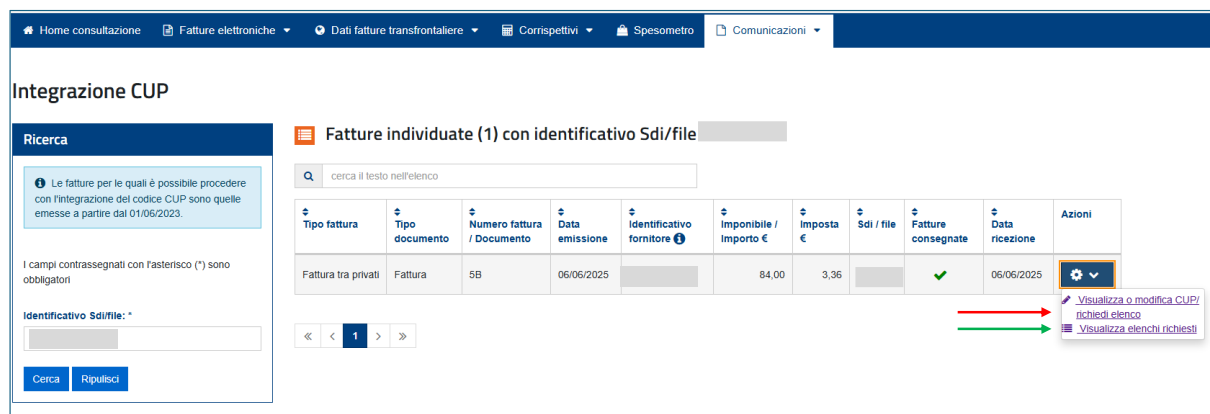 Home consultazione Fatture elettroniche Dati fatture transfrontaliere Corrispettivi Spesometro Comunicazioni
Integrazione CUP
Ricerca
Le fatture per le quali è possibile procedere
con l'integrazione del codice CUP sono quelle
emesse a partire dal 01/06/2023.
I campi contrassegnati con l'asterisco (*) sono
obbligatori
Identificativo Sdi/file: *
Cerca Ripulisci
Fatture individuate (1) con identificativo Sdi/file
cerca il testo nell'elenco
Tipo fattura Tipo documento Numero fattura / Documento Data emissione Identificativo fornitore Imponibile / Importo € Imposta € Sdi / file Fatture consegnate Data ricezione Azioni
Fattura tra privati Fattura 5B 06/06/2025 84,00 3,36 06/06/2025
Visualizza o modifica CUP/
richiedi elenco
Visualizza elenchi richiesti
« < 1 > »